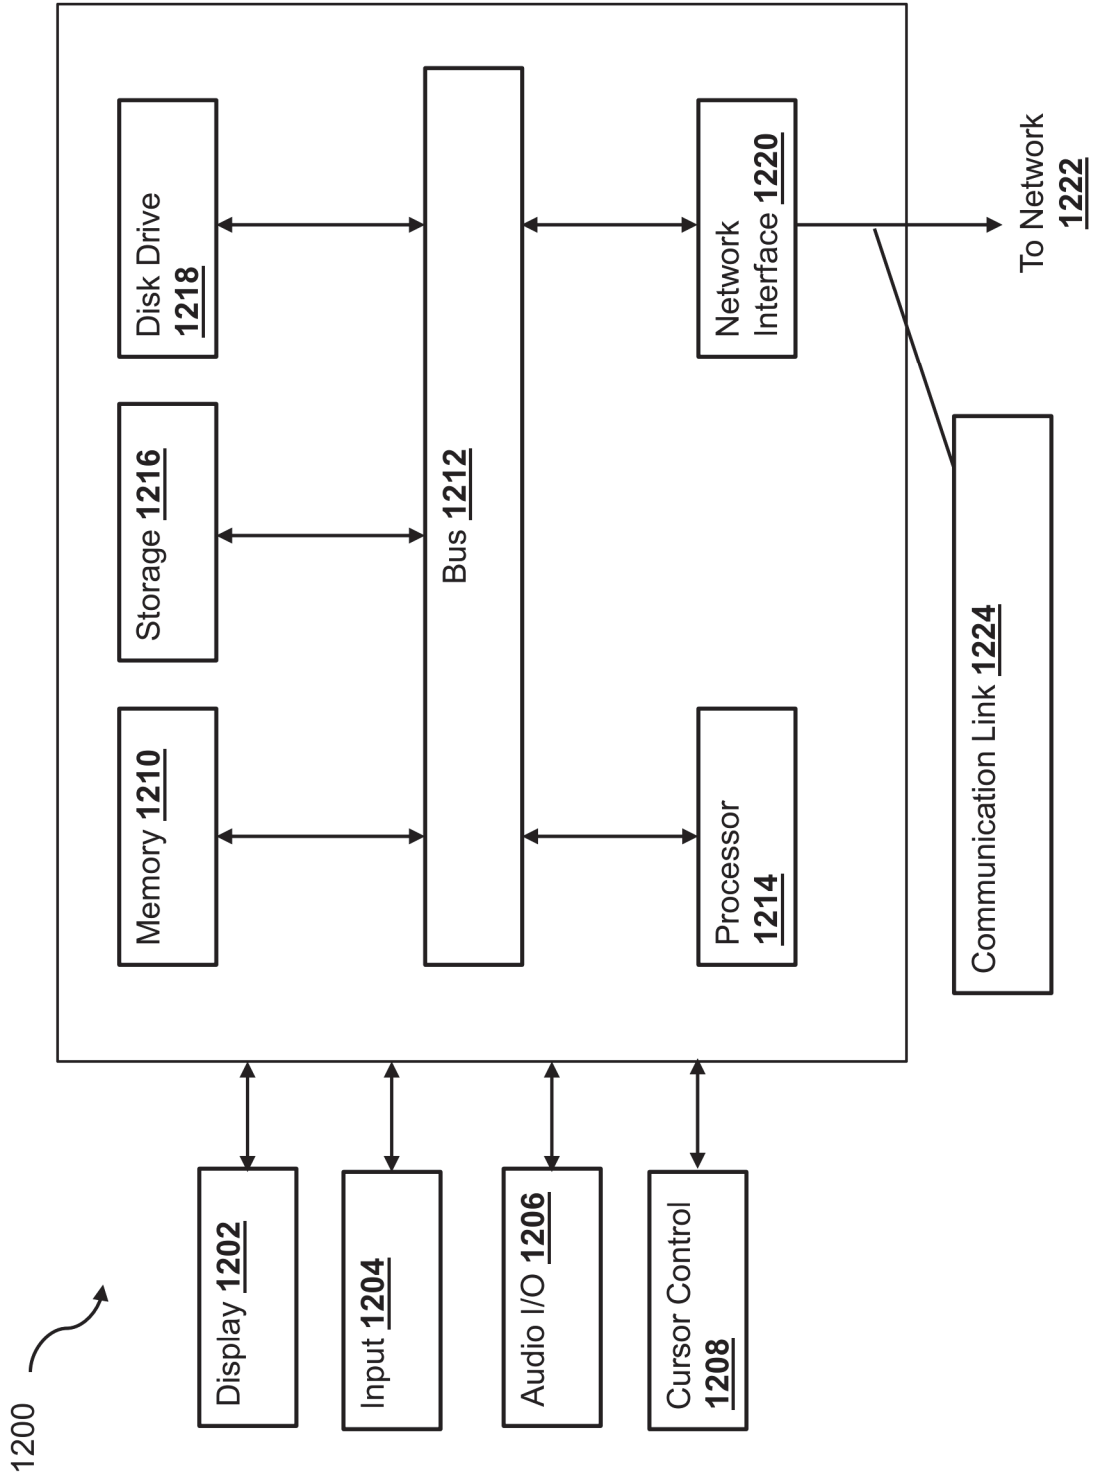 1200
Display 1202
Input 1204
Audio I/O 1206
Cursor Control
1208
Memory 1210
Storage 1216
Disk Drive
1218
Bus 1212
Processor
1214
Network
Interface 1220
Communication Link 1224
To Network
1222